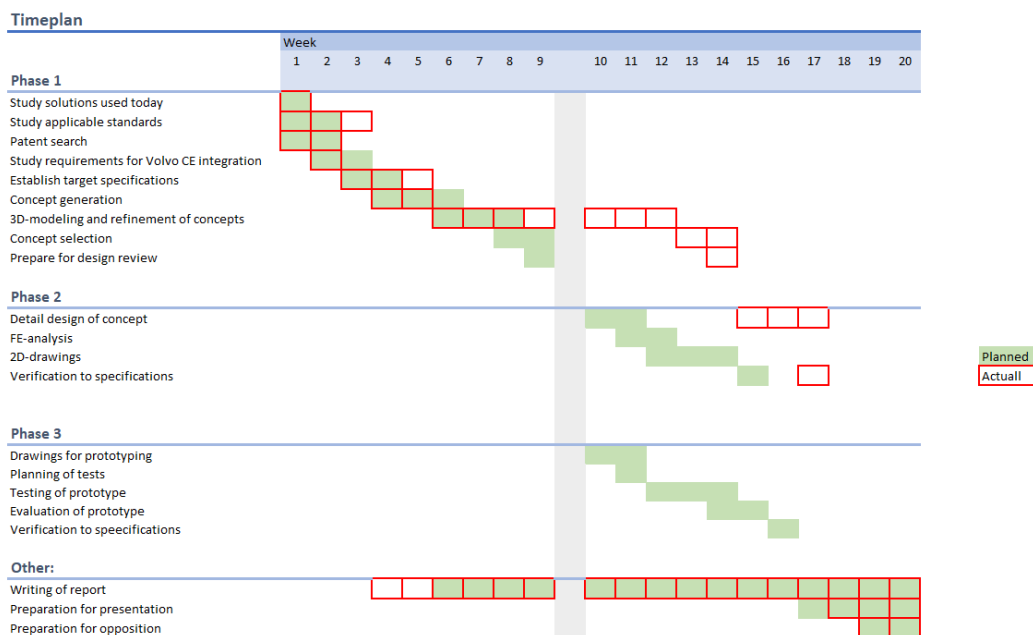 Timeplan
Week
1 2 3 4 5 6 7 8 9 10 11 12 13 14 15 16 17 18 19 20
Phase 1
Study solutions used today
Study applicable standards
Patent search
Study requirements for Volvo CE integration
Establish target specifications
Concept generation
3D-modeling and refinement of concepts
Concept selection
Prepare for design review
Phase 2
Detail design of concept
FE-analysis
2D-drawings
Planned
Verification to specifications
Actuall
Phase 3
Drawings for prototyping
Planning of tests
Testing of prototype
Evaluation of prototype
Verification to speecifications
Other:
Writing of report
Preparation for presentation
Preparation for opposition